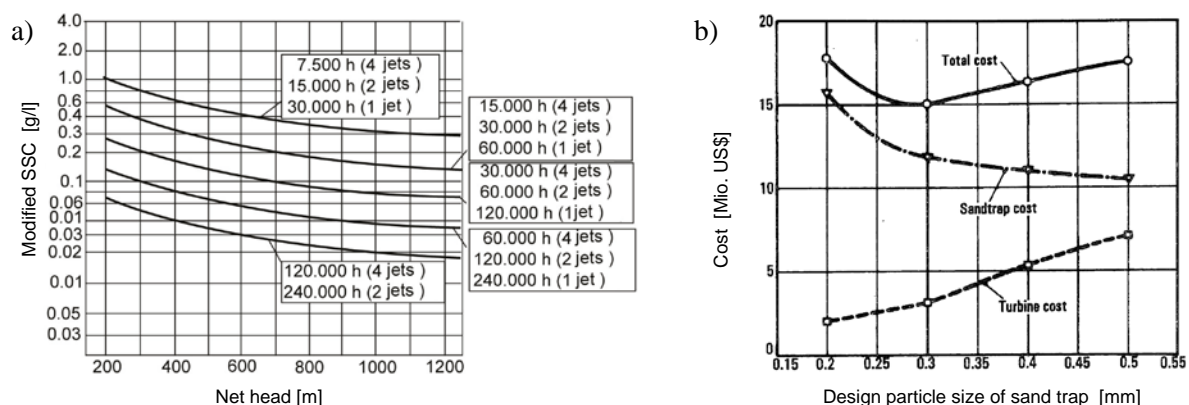 a)
Modified SSC [g/l]
4.0
2.0
1.0
0.6
0.4
0.3
0.2
0.1
0.06
0.01
0.03
0.02
0.01
0.05
0.03
7.500 h (4 jets )
15.000 h (2 jets )
30.000 h (1 jet )
15.000 h (4 jets )
30.000 h (2 jets )
60.000 h (1 jet )
30.000 h (4 jets )
60.000 h (2 jets )
120.000 h (1jet )
60.000 h (4 jets )
120.000 h (2 jets )
240.000 h (1 jet )
120.000 h (4 jets )
240.000 h (2 jets )
200 400 600 800 1000 1200
Net head [m]
b)
Cost [Mio. US$]
20
15
10
5
0
Total cost
Sandtrap cost
Turbine cost
0.15 0.2 0.25 0.3 0.35 0.4 0.45 0.5 0.55
Design particle size of sand trap [mm]